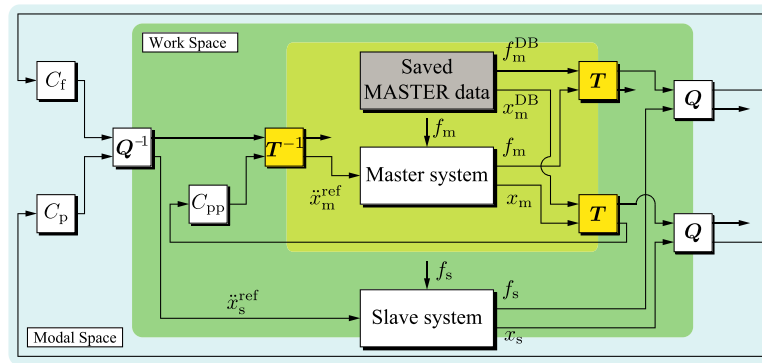 Work Space
Saved
MASTER data
f_m^DB
x_m^DB
T
C_f
Q
f_m
Q^-1
T^-1
f_m
Master system
ẍ_m^ref
x_m
C_pp
T
C_p
Q
f_s
ẍ_s^ref
f_s
Slave system
x_s
Modal Space